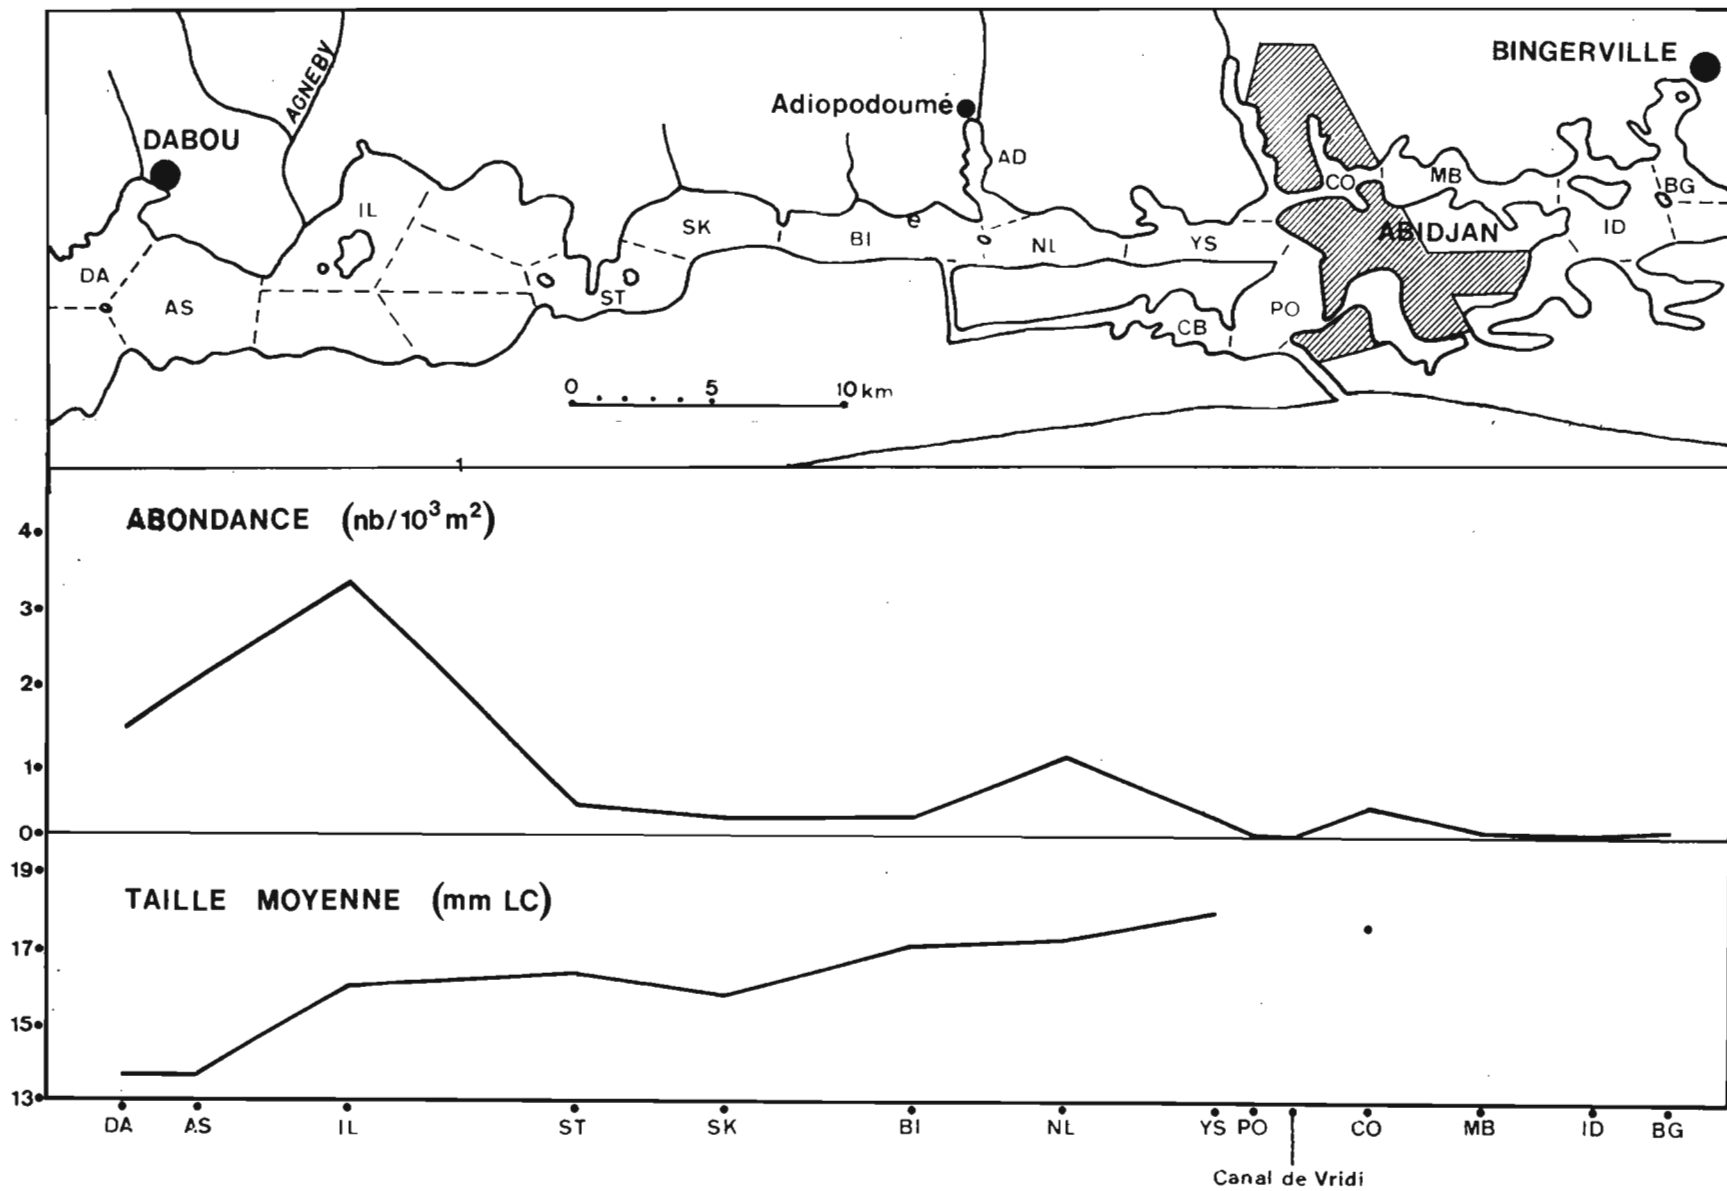 BINGERVILLE
AGNEBY
Adiopodoumé
DABOU
AD
CO
MB
BG
IL
SK
BI
e
NL
YS
ABIDJAN
ID
DA
AS
ST
CB
PO
0 5 10 km
1
ABONDANCE (nb/10³ m²)
4
3
2
1
0
TAILLE MOYENNE (mm LC)
19
17
15
13
DA AS IL ST SK BI NL YS PO CO MB ID BG
Canal de Vridi